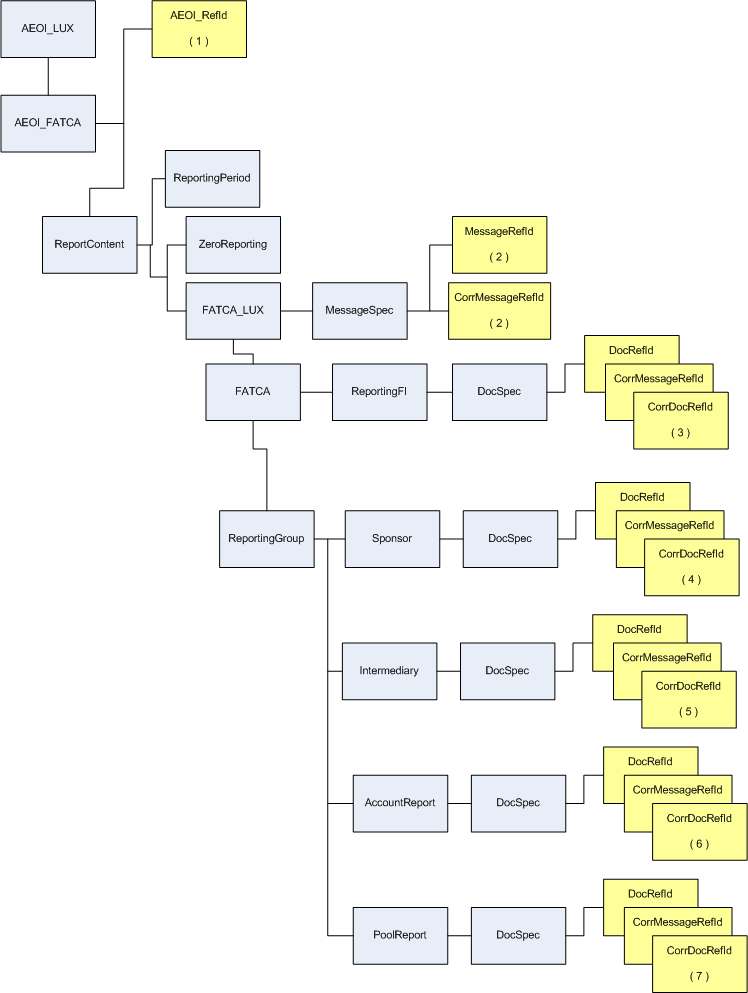 AEOI_LUX
AEOI_RefId
( 1 )
AEOI_FATCA
ReportingPeriod
ReportContent
ZeroReporting
MessageRefId
( 2 )
FATCA_LUX
MessageSpec
CorrMessageRefId
( 2 )
FATCA
ReportingFI
DocSpec
DocRefId
CorrMessageRefId
CorrDocRefId
( 3 )
ReportingGroup
Sponsor
DocSpec
DocRefId
CorrMessageRefId
CorrDocRefId
( 4 )
Intermediary
DocSpec
DocRefId
CorrMessageRefId
CorrDocRefId
( 5 )
AccountReport
DocSpec
DocRefId
CorrMessageRefId
CorrDocRefId
( 6 )
PoolReport
DocSpec
DocRefId
CorrMessageRefId
CorrDocRefId
( 7 )